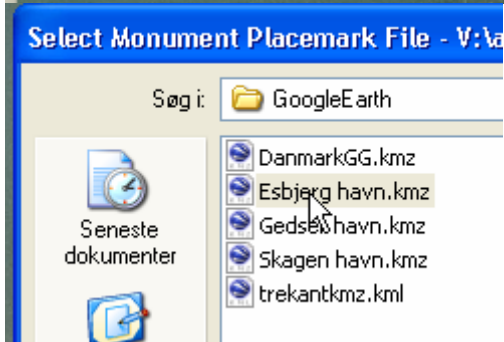 Select Monument Placemark File - V:\a
Søg i:
GoogleEarth
Seneste
dokumenter
DanmarkGG.kmz
Esbjerg havn.kmz
Gedser havn.kmz
Skagen havn.kmz
trekantkmz.kml